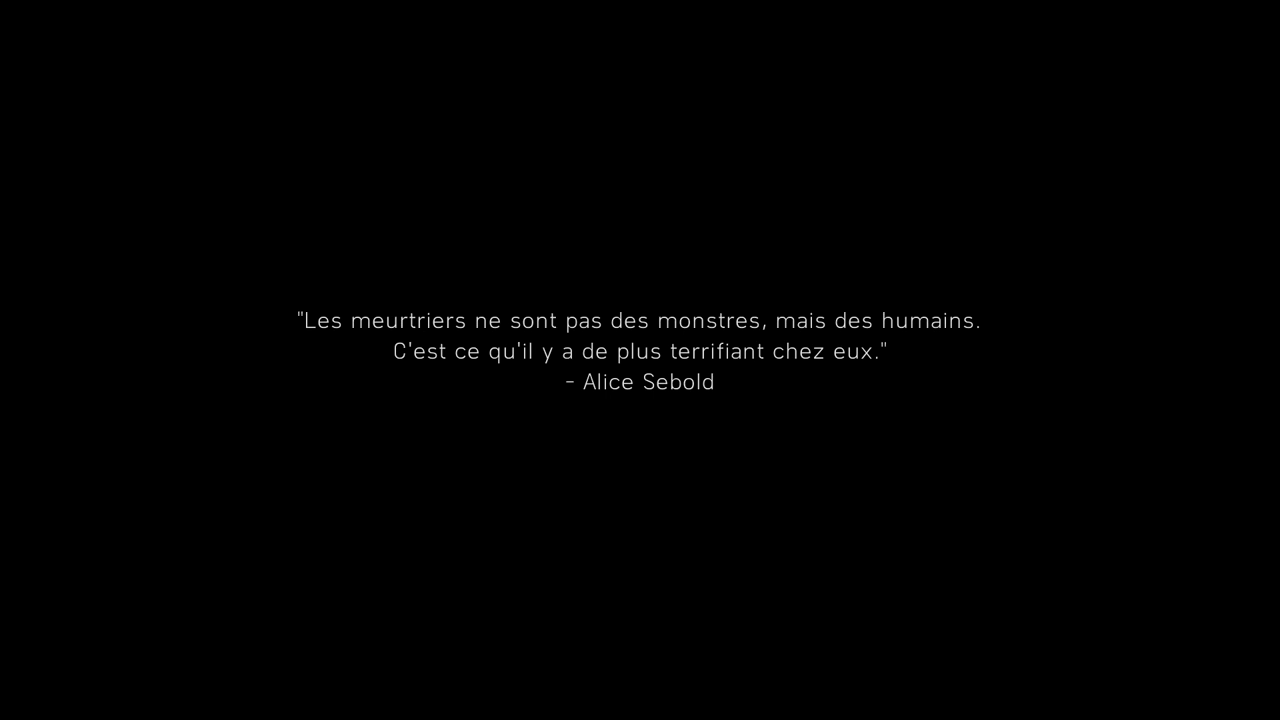 "Les meurtriers ne sont pas des monstres, mais des humains.
C'est ce qu'il y a de plus terrifiant chez eux."
- Alice Sebold